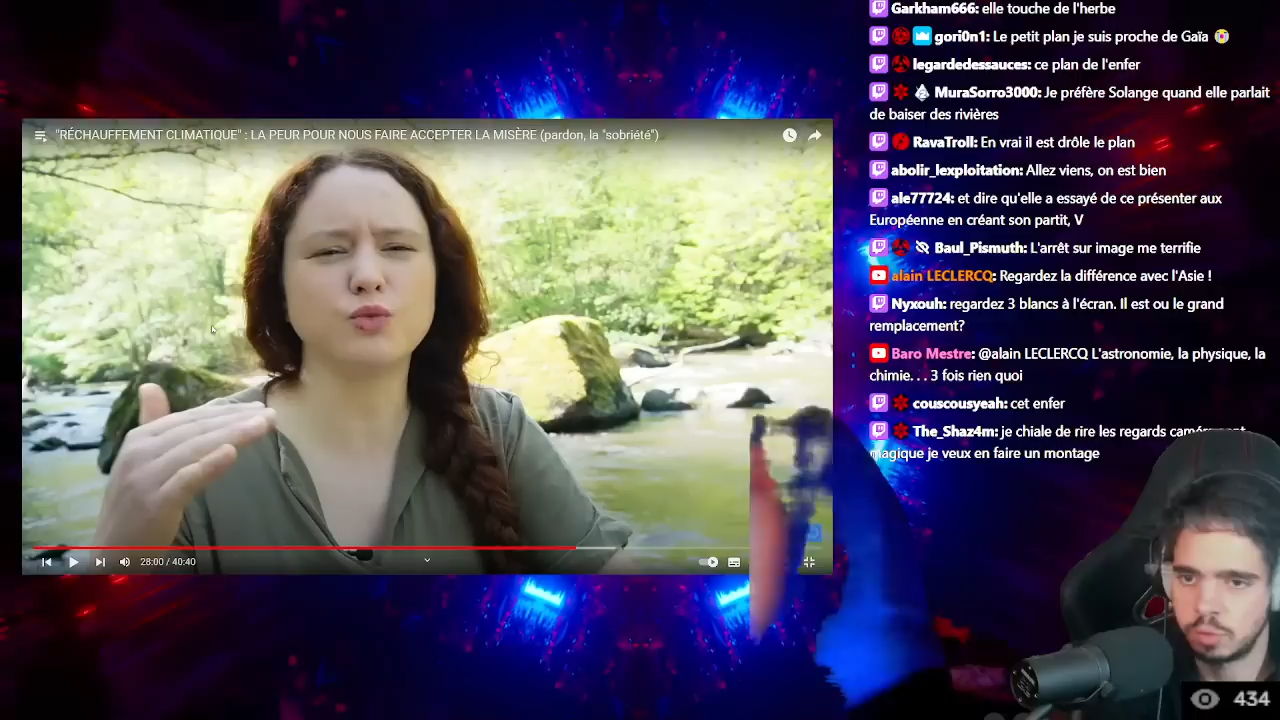 "RÉCHAUFFEMENT CLIMATIQUE" : LA PEUR POUR NOUS FAIRE ACCEPTER LA MISÈRE (pardon, la "sobriété")
28:00 / 40:40
Garkham666: elle touche de l'herbe
gori0n1: Le petit plan je suis proche de Gaïa 😭
legardedessauces: ce plan de l'enfer
MuraSorro3000: Je préfère Solange quand elle parlait
de baiser des rivières
RavaTroll: En vrai il est drôle le plan
abolir_lexploitation: Allez viens, on est bien
ale77724: et dire qu'elle a essayé de ce présenter aux
Européenne en créant son partit, V
Baul_Pismuth: L'arrêt sur image me terrifie
alain LECLERCQ: Regardez la différence avec l'Asie !
Nyxouh: regardez 3 blancs à l'écran. Il est ou le grand
remplacement?
Baro Mestre: @alain LECLERCQ L'astronomie, la physique, la
chimie. . . 3 fois rien quoi
couscousyeah: cet enfer
The_Shaz4m: je chiale de rire les regards caméra
magique je veux en faire un montage
434